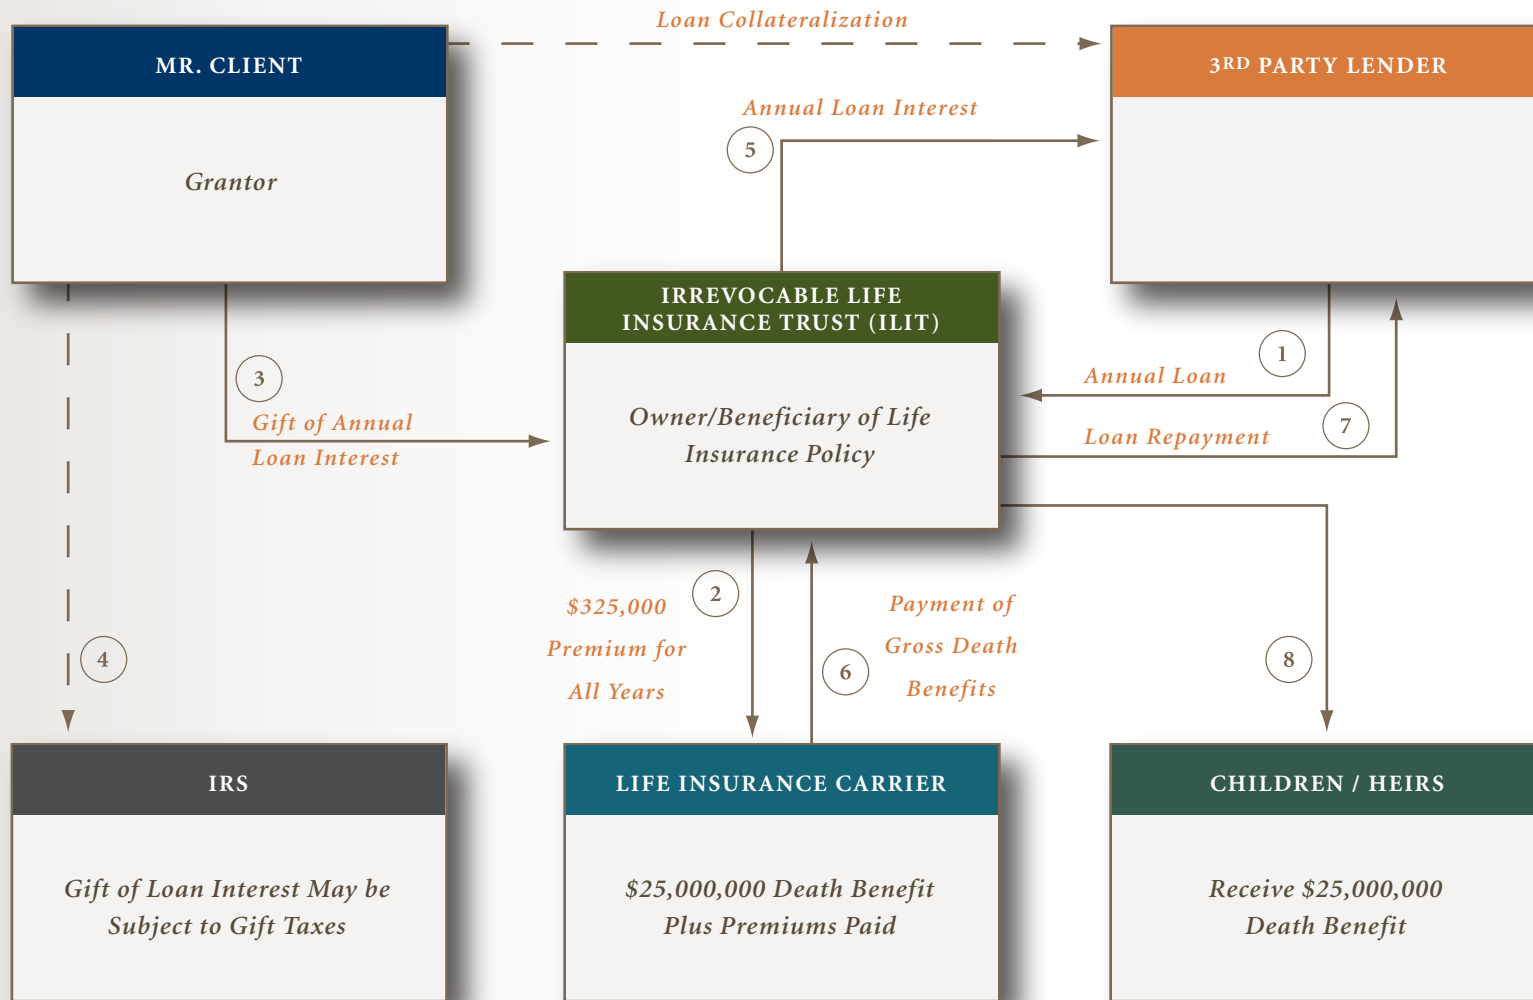 Loan Collateralization
MR. CLIENT
3RD PARTY LENDER
Annual Loan Interest
5
Grantor
IRREVOCABLE LIFE
INSURANCE TRUST (ILIT)
1
3
Annual Loan
Gift of Annual
Loan Interest
Owner/Beneficiary of Life
Insurance Policy
7
Loan Repayment
2
$325,000
Premium for
All Years
Payment of
Gross Death
Benefits
6
4
8
IRS
LIFE INSURANCE CARRIER
CHILDREN / HEIRS
Gift of Loan Interest May be
Subject to Gift Taxes
$25,000,000 Death Benefit
Plus Premiums Paid
Receive $25,000,000
Death Benefit